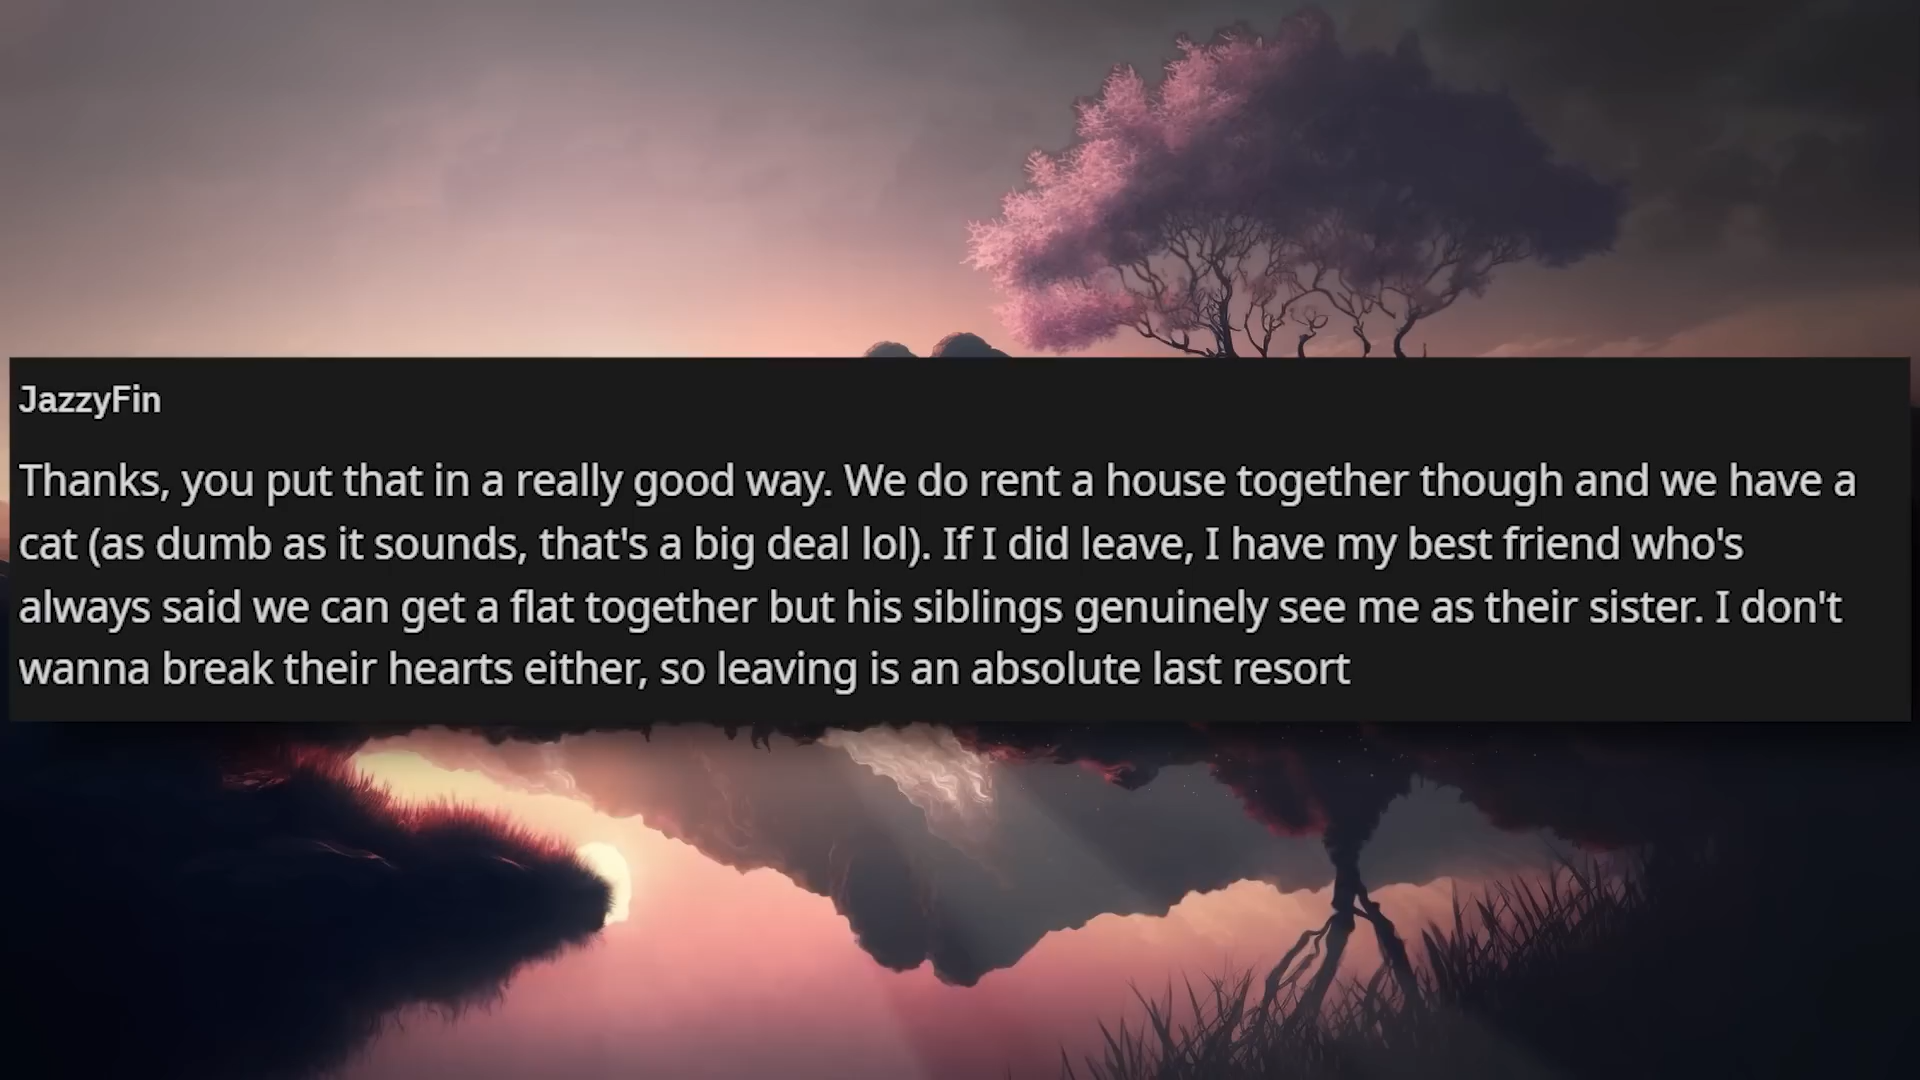 JazzyFin
Thanks, you put that in a really good way. We do rent a house together though and we have a
cat (as dumb as it sounds, that's a big deal lol). If I did leave, I have my best friend who's
always said we can get a flat together but his siblings genuinely see me as their sister. I don't
wanna break their hearts either, so leaving is an absolute last resort